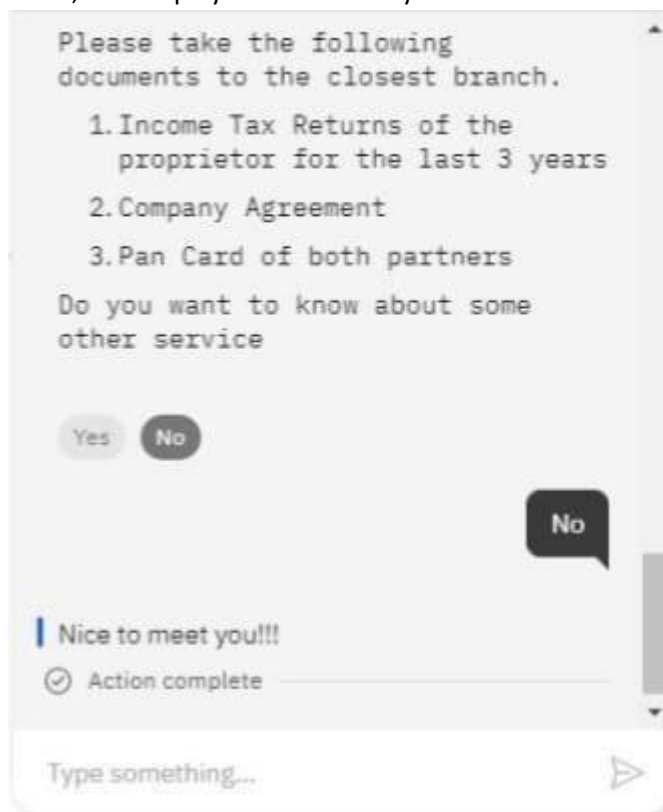 Please take the following
documents to the closest branch.
1. Income Tax Returns of the
proprietor for the last 3 years
2. Company Agreement
3. Pan Card of both partners
Do you want to know about some
other service
Yes No
No
Nice to meet you!!!
Action complete
Type something...